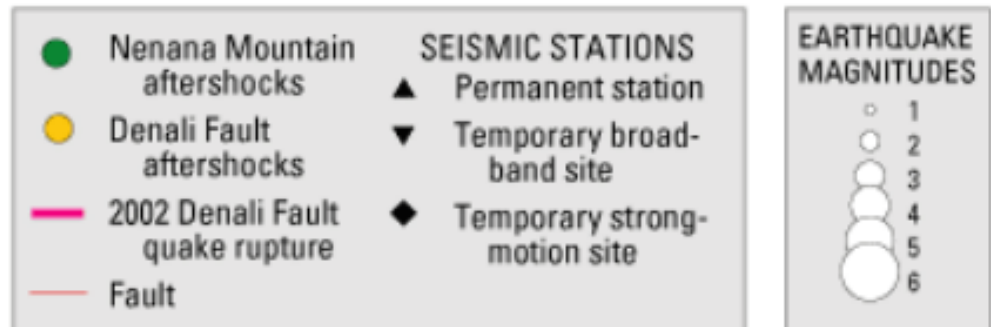 Nenana Mountain
aftershocks
Denali Fault
aftershocks
2002 Denali Fault
quake rupture
Fault
SEISMIC STATIONS
Permanent station
Temporary broad-
band site
Temporary strong-
motion site
EARTHQUAKE
MAGNITUDES
1
2
3
4
5
6